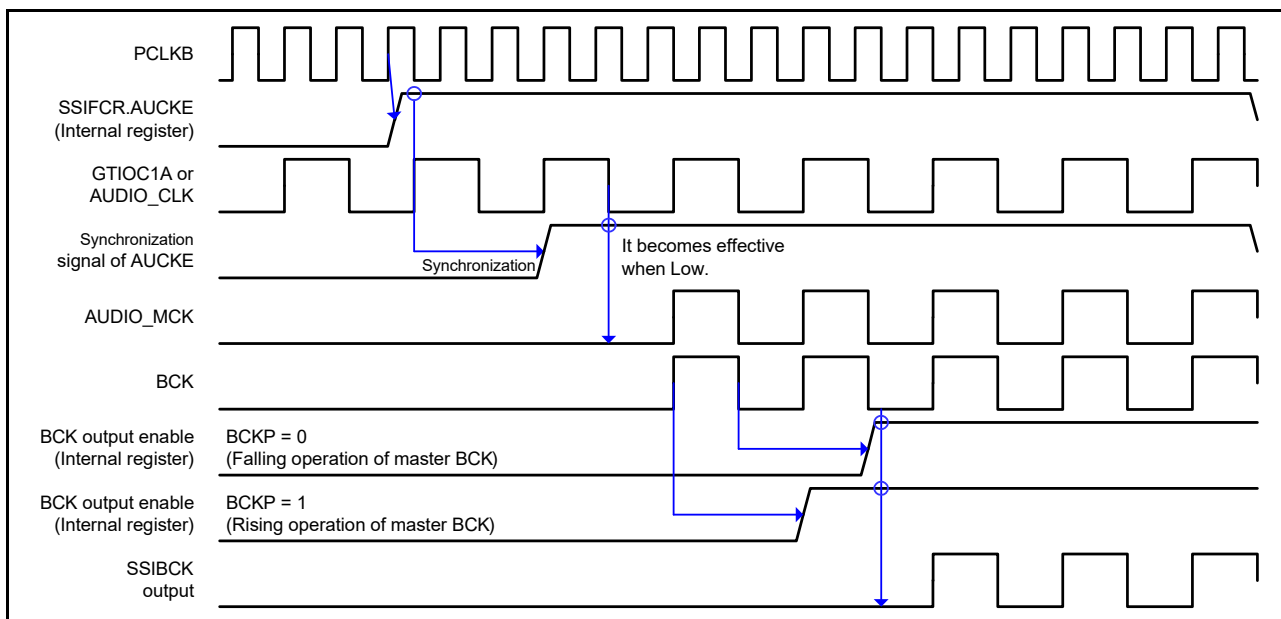 PCLKB
SSIFCR.AUCKE
(Internal register)
GTIOC1A or
AUDIO_CLK
Synchronization
signal of AUCKE
Synchronization
It becomes effective
when Low.
AUDIO_MCK
BCK
BCK output enable
(Internal register)
BCKP = 0
(Falling operation of master BCK)
BCK output enable
(Internal register)
BCKP = 1
(Rising operation of master BCK)
SSIBCK
output